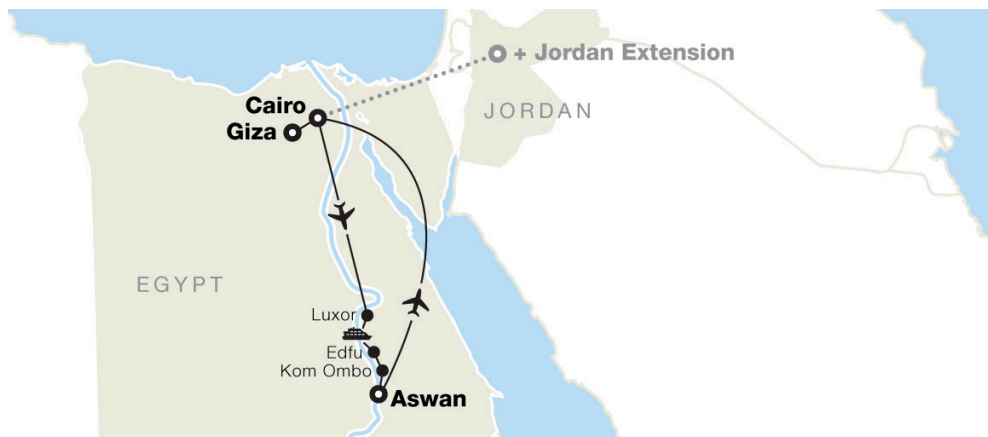 + Jordan Extension
Cairo
Giza
JORDAN
EGYPT
Luxor
Edfu
Kom Ombo
Aswan